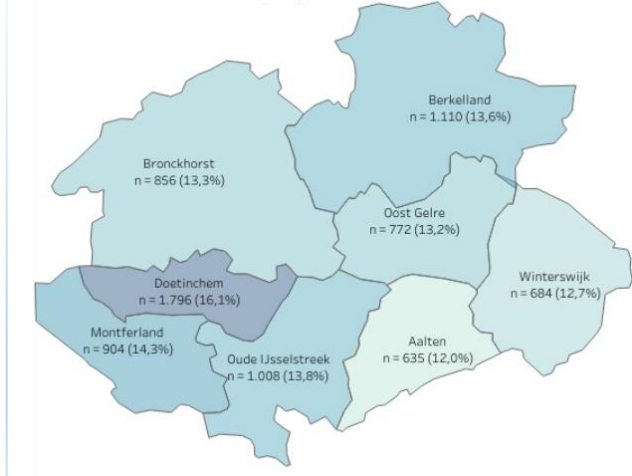 Berkelland
n = 1.110 (13,6%)
Bronckhorst
n = 856 (13,3%)
Oost Gelre
n = 772 (13,2%)
Winterswijk
n = 684 (12,7%)
Doetinchem
n = 1.796 (16,1%)
Montferland
n = 904 (14,3%)
Aalten
n = 635 (12,0%)
Oude IJsselstreek
n = 1.008 (13,8%)